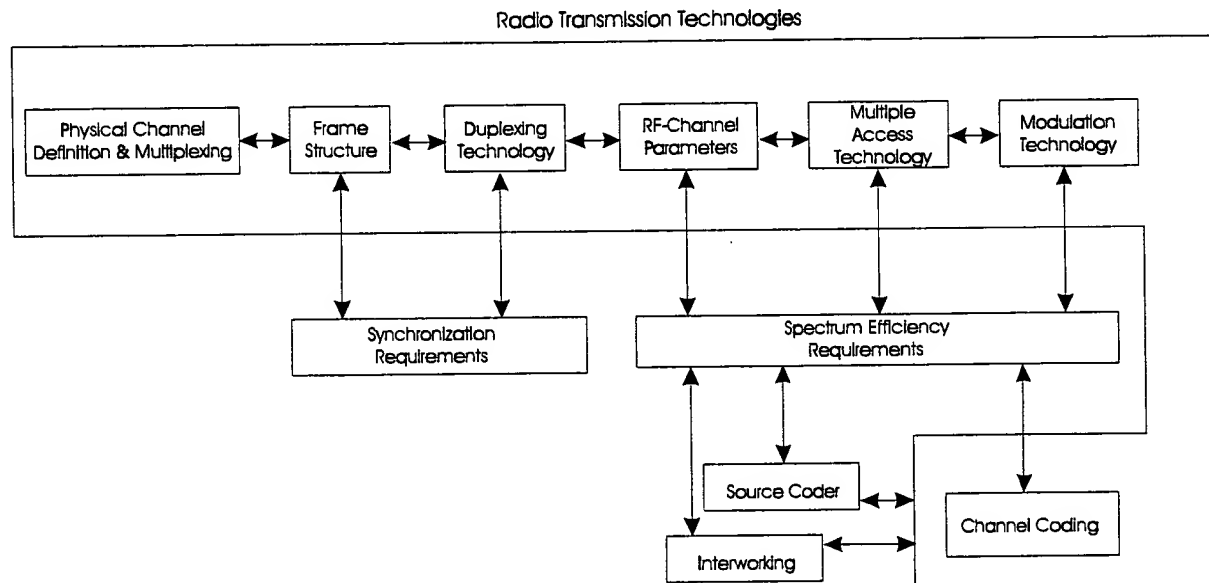 Radio Transmission Technologies
Physical Channel
Definition & Multiplexing
Frame
Structure
Duplexing
Technology
RF-Channel
Parameters
Multiple
Access
Technology
Modulation
Technology
Synchronization
Requirements
Spectrum Efficiency
Requirements
Source Coder
Channel Coding
Interworking